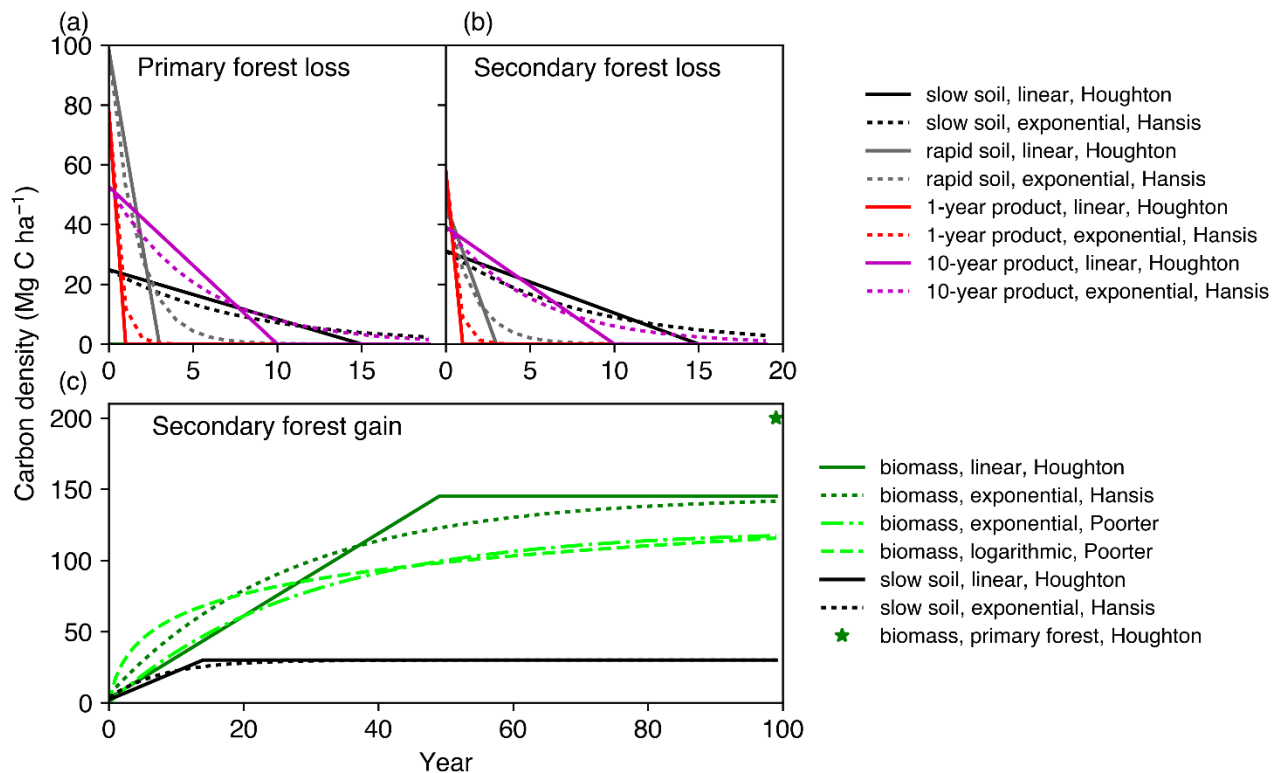 (a)
(b)
Primary forest loss
Secondary forest loss
100
80
60
40
20
0
0
5
10
15
0
5
10
15
20
slow soil, linear, Houghton
slow soil, exponential, Hansis
rapid soil, linear, Houghton
rapid soil, exponential, Hansis
1-year product, linear, Houghton
1-year product, exponential, Hansis
10-year product, linear, Houghton
10-year product, exponential, Hansis
Carbon density (Mg C ha⁻¹)
(c)
Secondary forest gain
200
150
100
50
0
0
20
40
60
80
100
Year
biomass, linear, Houghton
biomass, exponential, Hansis
biomass, exponential, Poorter
biomass, logarithmic, Poorter
slow soil, linear, Houghton
slow soil, exponential, Hansis
biomass, primary forest, Houghton